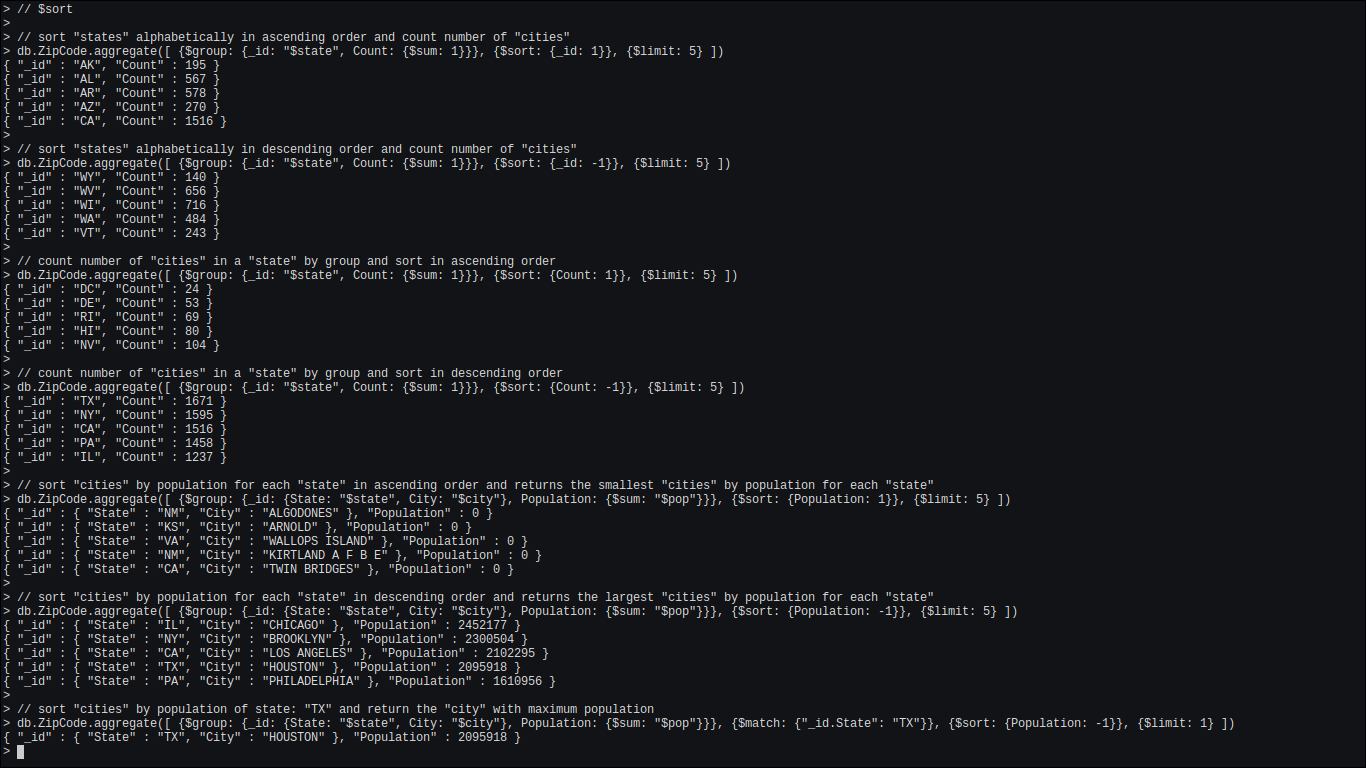 > // $sort
>
> // sort "states" alphabetically in ascending order and count number of "cities"
> db.ZipCode.aggregate([ {$group: {_id: "$state", Count: {$sum: 1}}}, {$sort: {_id: 1}}, {$limit: 5} ])
{ "_id" : "AK", "Count" : 195 }
{ "_id" : "AL", "Count" : 567 }
{ "_id" : "AR", "Count" : 578 }
{ "_id" : "AZ", "Count" : 270 }
{ "_id" : "CA", "Count" : 1516 }
>
> // sort "states" alphabetically in descending order and count number of "cities"
> db.ZipCode.aggregate([ {$group: {_id: "$state", Count: {$sum: 1}}}, {$sort: {_id: -1}}, {$limit: 5} ])
{ "_id" : "WY", "Count" : 140 }
{ "_id" : "WV", "Count" : 656 }
{ "_id" : "WI", "Count" : 716 }
{ "_id" : "WA", "Count" : 484 }
{ "_id" : "VT", "Count" : 243 }
>
> // count number of "cities" in a "state" by group and sort in ascending order
> db.ZipCode.aggregate([ {$group: {_id: "$state", Count: {$sum: 1}}}, {$sort: {Count: 1}}, {$limit: 5} ])
{ "_id" : "DC", "Count" : 24 }
{ "_id" : "DE", "Count" : 53 }
{ "_id" : "RI", "Count" : 69 }
{ "_id" : "HI", "Count" : 80 }
{ "_id" : "NV", "Count" : 104 }
>
> // count number of "cities" in a "state" by group and sort in descending order
> db.ZipCode.aggregate([ {$group: {_id: "$state", Count: {$sum: 1}}}, {$sort: {Count: -1}}, {$limit: 5} ])
{ "_id" : "TX", "Count" : 1671 }
{ "_id" : "NY", "Count" : 1595 }
{ "_id" : "CA", "Count" : 1516 }
{ "_id" : "PA", "Count" : 1458 }
{ "_id" : "IL", "Count" : 1237 }
>
> // sort "cities" by population for each "state" in ascending order and returns the smallest "cities" by population for each "state"
> db.ZipCode.aggregate([ {$group: {_id: {State: "$state", City: "$city"}, Population: {$sum: "$pop"}}}, {$sort: {Population: 1}}, {$limit: 5} ])
{ "_id" : { "State" : "NM", "City" : "ALGODONES" }, "Population" : 0 }
{ "_id" : { "State" : "KS", "City" : "ARNOLD" }, "Population" : 0 }
{ "_id" : { "State" : "VA", "City" : "WALLOPS ISLAND" }, "Population" : 0 }
{ "_id" : { "State" : "NM", "City" : "KIRTLAND A F B E" }, "Population" : 0 }
{ "_id" : { "State" : "CA", "City" : "TWIN BRIDGES" }, "Population" : 0 }
>
> // sort "cities" by population for each "state" in descending order and returns the largest "cities" by population for each "state"
> db.ZipCode.aggregate([ {$group: {_id: {State: "$state", City: "$city"}, Population: {$sum: "$pop"}}}, {$sort: {Population: -1}}, {$limit: 5} ])
{ "_id" : { "State" : "IL", "City" : "CHICAGO" }, "Population" : 2452177 }
{ "_id" : { "State" : "NY", "City" : "BROOKLYN" }, "Population" : 2300504 }
{ "_id" : { "State" : "CA", "City" : "LOS ANGELES" }, "Population" : 2102295 }
{ "_id" : { "State" : "TX", "City" : "HOUSTON" }, "Population" : 2095918 }
{ "_id" : { "State" : "PA", "City" : "PHILADELPHIA" }, "Population" : 1610956 }
>
> // sort "cities" by population of state: "TX" and return the "city" with maximum population
> db.ZipCode.aggregate([ {$group: {_id: {State: "$state", City: "$city"}, Population: {$sum: "$pop"}}}, {$match: {"_id.State": "TX"}}, {$sort: {Population: -1}}, {$limit: 1} ])
{ "_id" : { "State" : "TX", "City" : "HOUSTON" }, "Population" : 2095918 }
>